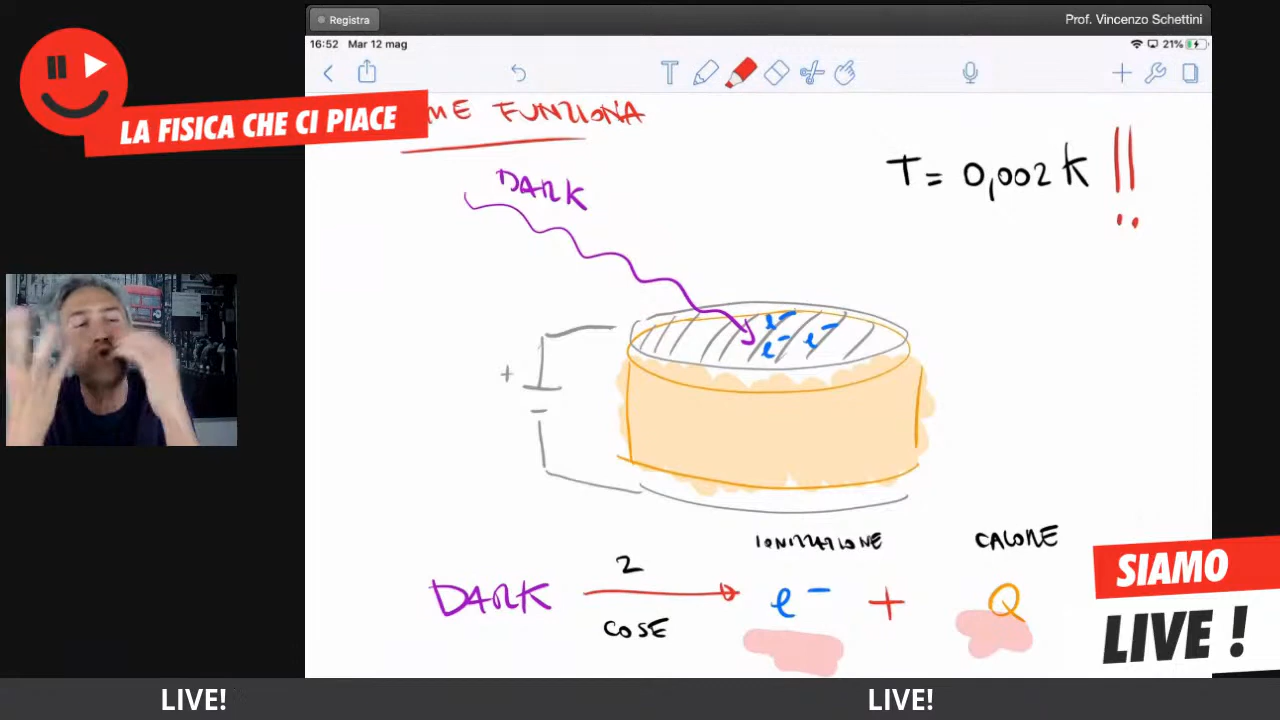 Registra
Prof. Vincenzo Schettini
16:52 Mar 12 mag
21%
T
LA FISICA CHE CI PIACE
ME FUNZIONA
DARK
T = 0,002 K !!
e-
e-
e-
+
IONIZZAZIONE
CALORE
2
DARK
e- + Q
COSE
SIAMO
LIVE !
LIVE!
LIVE!